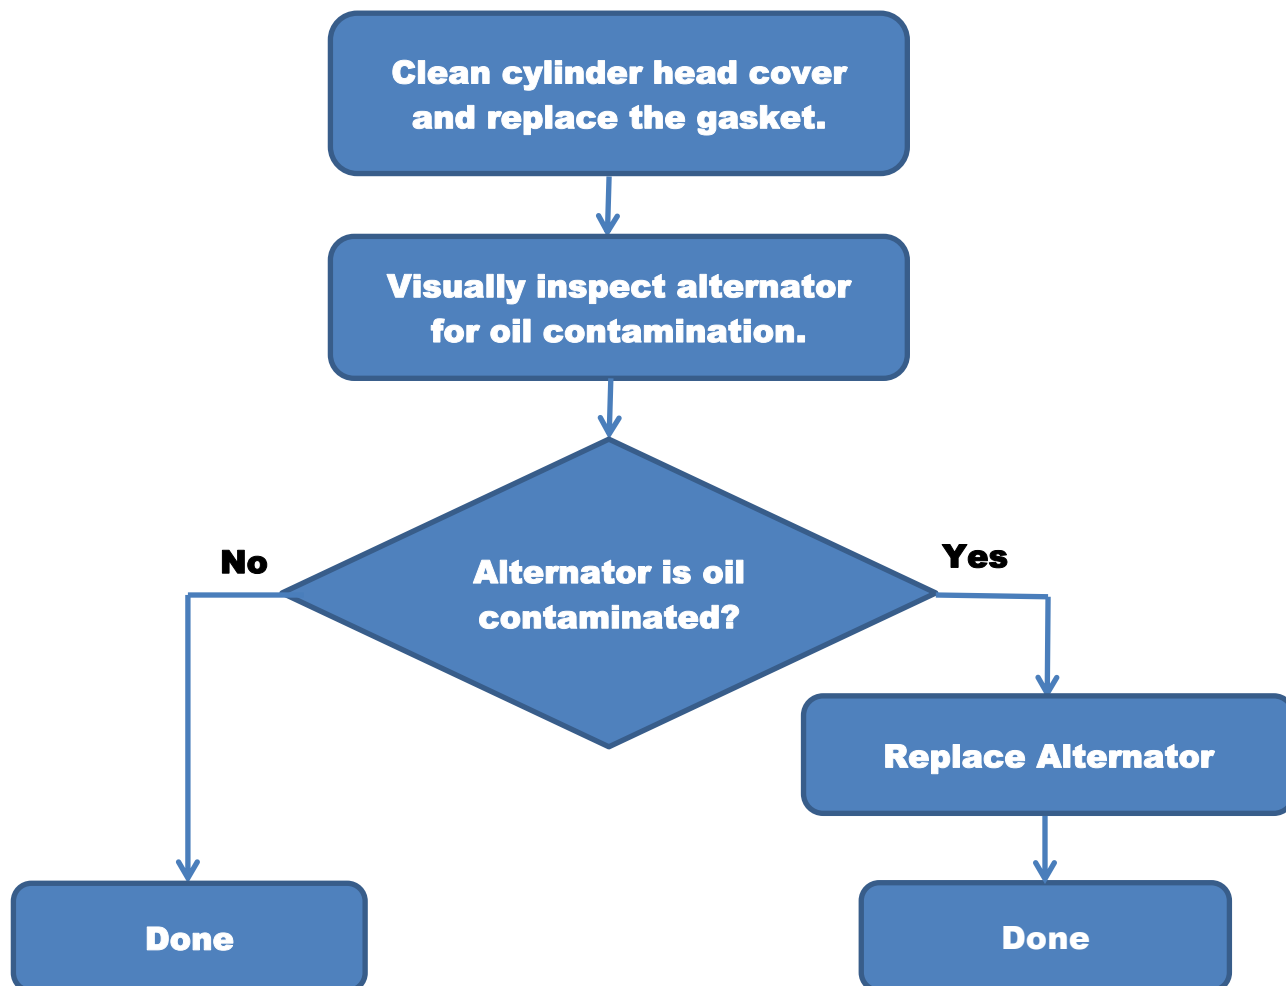 Clean cylinder head cover
and replace the gasket.
Visually inspect alternator
for oil contamination.
Alternator is oil
contaminated?
No
Yes
Replace Alternator
Done
Done